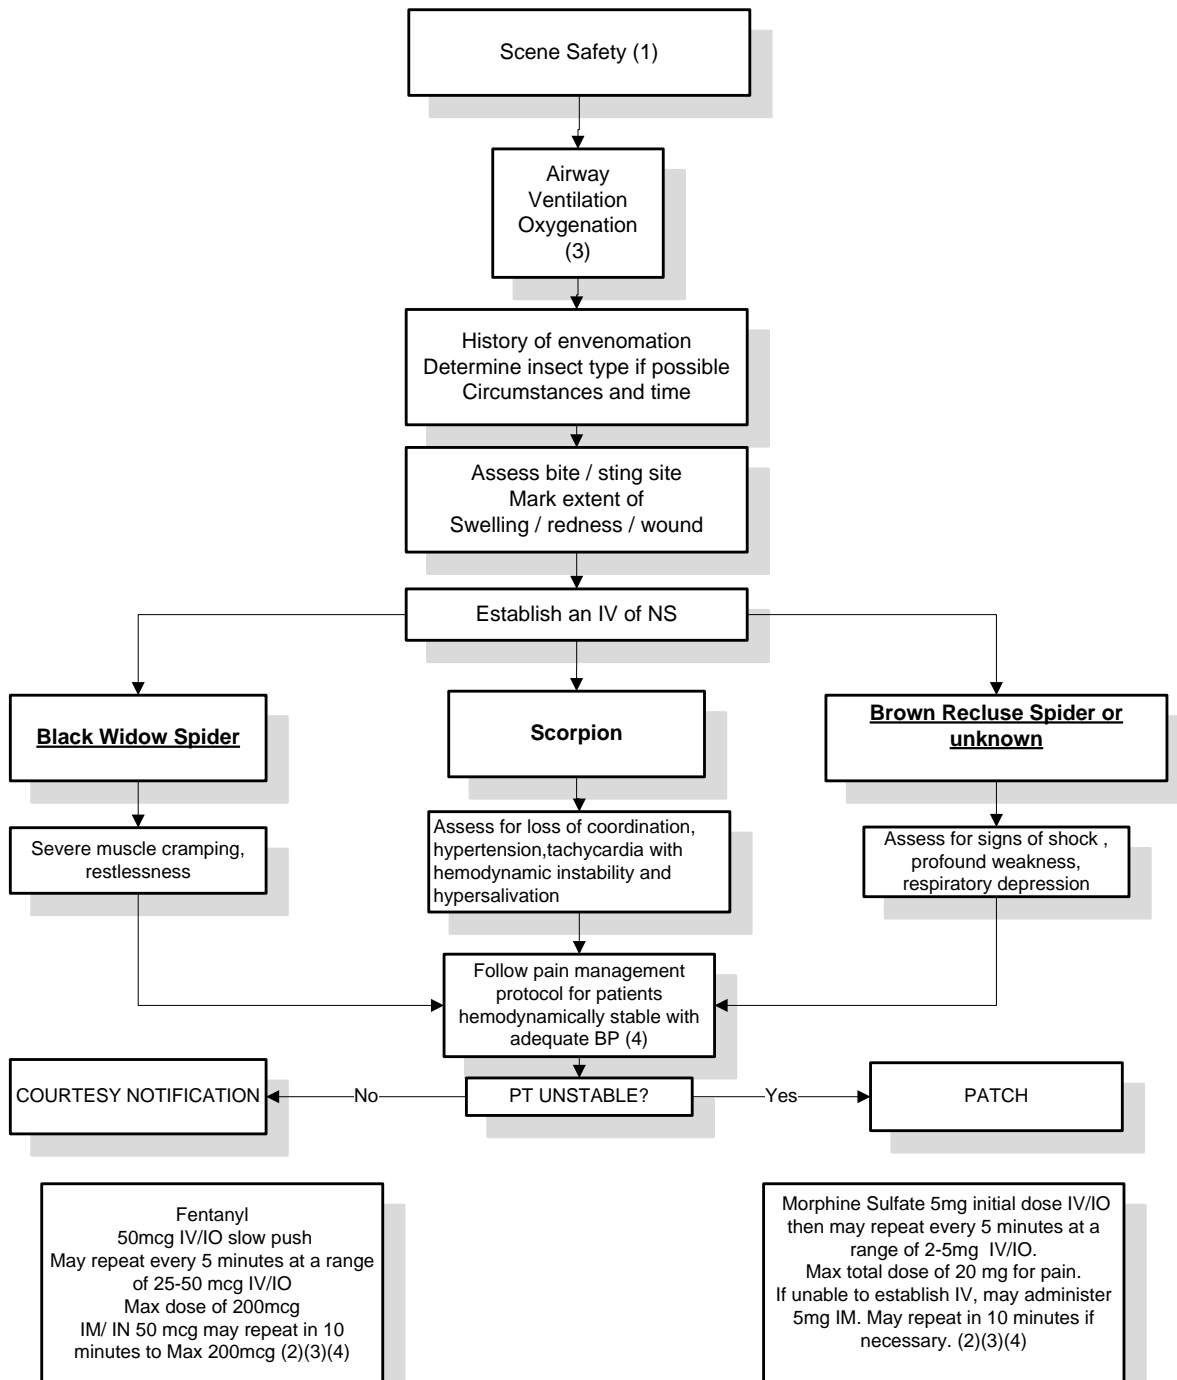 Scene Safety (1)
Airway
Ventilation
Oxygenation
(3)
History of envenomation
Determine insect type if possible
Circumstances and time
Assess bite / sting site
Mark extent of
Swelling / redness / wound
Establish an IV of NS
Black Widow Spider
Scorpion
Brown Recluse Spider or
unknown
Severe muscle cramping,
restlessness
Assess for loss of coordination,
hypertension,tachycardia with
hemodynamic instability and
hypersalivation
Assess for signs of shock ,
profound weakness,
respiratory depression
Follow pain management
protocol for patients
hemodynamically stable with
adequate BP (4)
COURTESY NOTIFICATION
No
PT UNSTABLE?
Yes
PATCH
Fentanyl
50mcg IV/IO slow push
May repeat every 5 minutes at a range
of 25-50 mcg IV/IO
Max dose of 200mcg
IM/ IN 50 mcg may repeat in 10
minutes to Max 200mcg (2)(3)(4)
Morphine Sulfate 5mg initial dose IV/IO
then may repeat every 5 minutes at a
range of 2-5mg  IV/IO.
Max total dose of 20 mg for pain.
If unable to establish IV, may administer
5mg IM. May repeat in 10 minutes if
necessary. (2)(3)(4)